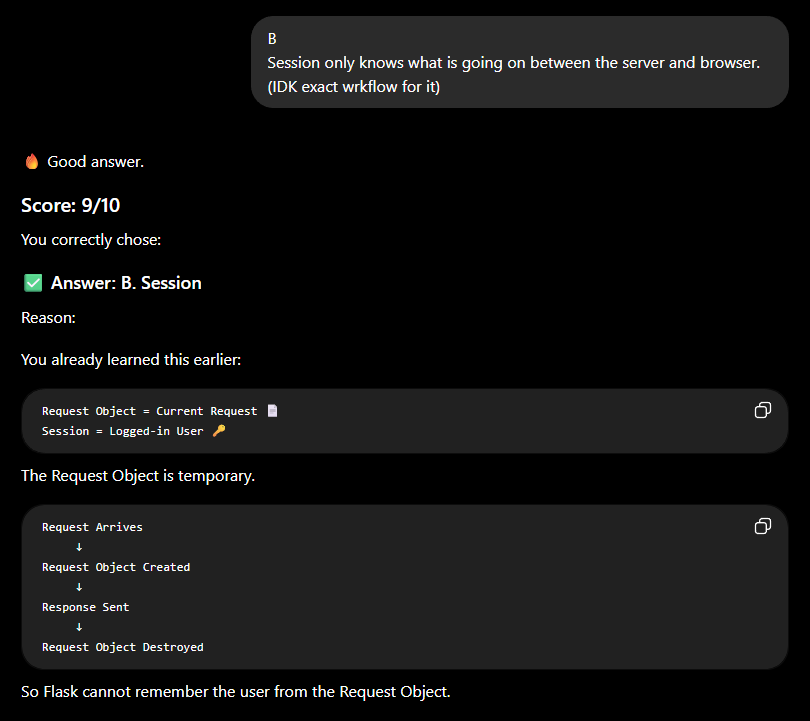 B
Session only knows what is going on between the server and browser.
(IDK exact wrkflow for it)
🔥 Good answer.
Score: 9/10
You correctly chose:
✅ Answer: B. Session
Reason:
You already learned this earlier:
Request Object = Current Request 📄
Session = Logged-in User 🔑
The Request Object is temporary.
Request Arrives
↓
Request Object Created
↓
Response Sent
↓
Request Object Destroyed
So Flask cannot remember the user from the Request Object.